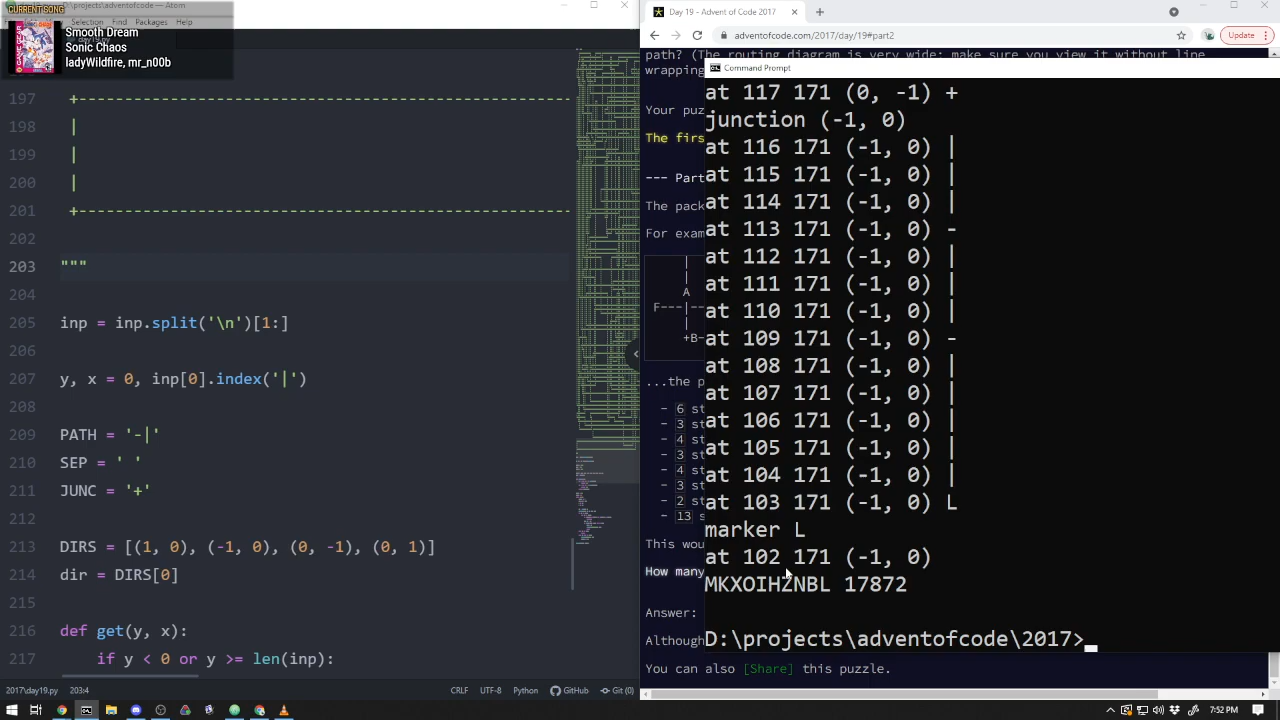 CURRENT SONG
Smooth Dream
Sonic Chaos
pao_mixture_er_n00b
\projects\adventofcode — Atom
Selection Find Packages Help
day19.py
197 +-----------------------------------------------------
198 |
199 |
200 |
201 +-----------------------------------------------------
202
203 """
204
205 inp = inp.split('\n')[1:]
206
207 y, x = 0, inp[0].index('|')
208
209 PATH = '-|'
210 SEP = ' '
211 JUNC = '+'
212
213 DIRS = [(1, 0), (-1, 0), (0, -1), (0, 1)]
214 dir = DIRS[0]
215
216 def get(y, x):
217 if y < 0 or y >= len(inp):
2017\day19.py 203:4
CRLF UTF-8 Python GitHub Git (0)
Day 19 - Advent of Code 2017
adventofcode.com/2017/day/19#part2
Update
path? (The routing diagram is very wide; make sure you view it without line
wrapping
Your puz
The firs
--- Part
The pack
For exam
|
|
A
F---|--
|
+B-
...the p
- 6 st
- 3 st
- 4 st
- 3 st
- 4 st
- 3 st
- 2 st
- 13 s
This wou
How many
Answer:
Although
You can also [Share] this puzzle.
Command Prompt
at 117 171 (0, -1) +
junction (-1, 0)
at 116 171 (-1, 0) |
at 115 171 (-1, 0) |
at 114 171 (-1, 0) |
at 113 171 (-1, 0) -
at 112 171 (-1, 0) |
at 111 171 (-1, 0) |
at 110 171 (-1, 0) |
at 109 171 (-1, 0) -
at 108 171 (-1, 0) |
at 107 171 (-1, 0) |
at 106 171 (-1, 0) |
at 105 171 (-1, 0) |
at 104 171 (-1, 0) |
at 103 171 (-1, 0) L
marker L
at 102 171 (-1, 0)
MKXOIHZNBL 17872
D:\projects\adventofcode\2017>
7:52 PM